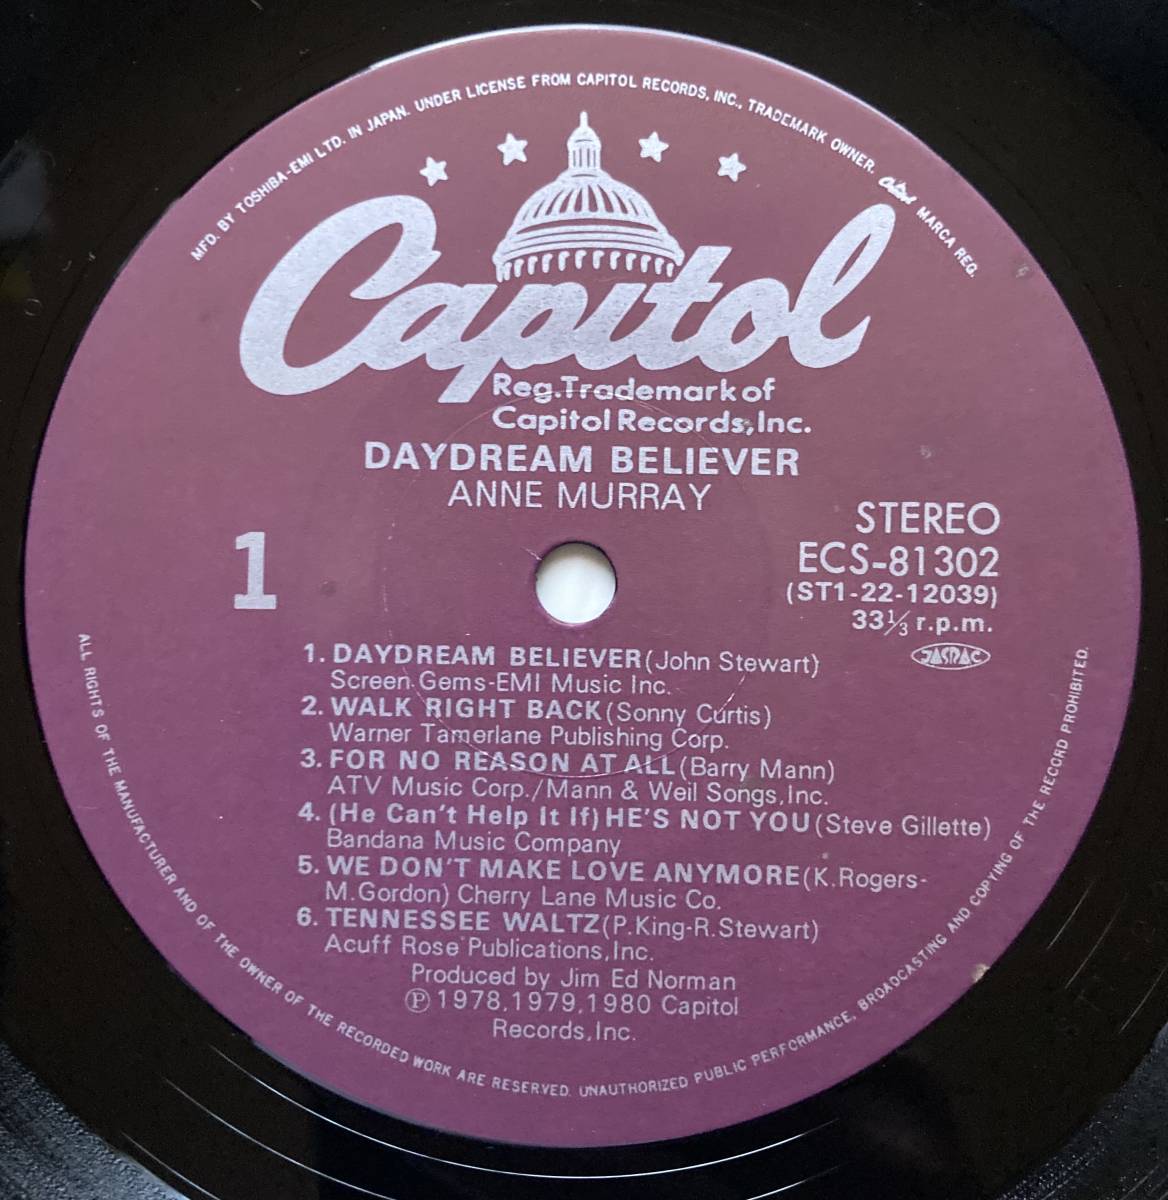 MFD. BY TOSHIBA-EMI LTD. IN JAPAN. UNDER LICENSE FROM CAPITOL RECORDS, INC., TRADEMARK OWNER. Capitol MARCA REG.
Capitol
Reg.Trademark of
Capitol Records,Inc.
DAYDREAM BELIEVER
ANNE MURRAY
STEREO
ECS-81302
(ST1-22-12039)
33⅓ r.p.m.
JASRAC
1
1. DAYDREAM BELIEVER(John Stewart)
Screen Gems-EMI Music Inc.
2. WALK RIGHT BACK(Sonny Curtis)
Warner Tamerlane Publishing Corp.
3. FOR NO REASON AT ALL(Barry Mann)
ATV Music Corp./Mann & Weil Songs,Inc.
4. (He Can't Help It If) HE'S NOT YOU(Steve Gillette)
Bandana Music Company
5. WE DON'T MAKE LOVE ANYMORE(K.Rogers-
M.Gordon) Cherry Lane Music Co.
6. TENNESSEE WALTZ(P.King-R.Stewart)
Acuff Rose Publications,Inc.
Produced by Jim Ed Norman
Ⓟ 1978,1979,1980 Capitol
Records,Inc.
ALL RIGHTS OF THE MANUFACTURER AND OF THE OWNER OF THE RECORDED WORK ARE RESERVED. UNAUTHORIZED PUBLIC PERFORMANCE, BROADCASTING AND COPYING OF THE RECORD PROHIBITED.